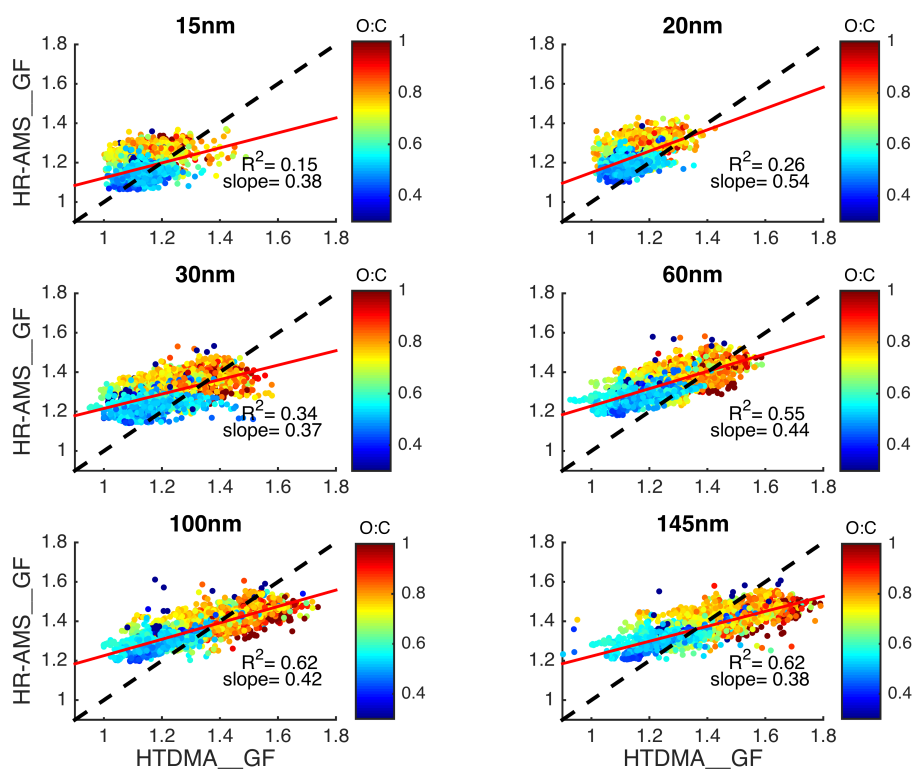 15nm
O:C
20nm
O:C
HR-AMS__GF
1.8
1.6
1.4
1.2
1
1 1.2 1.4 1.6 1.8
R2= 0.15
slope= 0.38
1
0.8
0.6
0.4
1.8
1.6
1.4
1.2
1
1 1.2 1.4 1.6 1.8
R2= 0.26
slope= 0.54
1
0.8
0.6
0.4
30nm
O:C
60nm
O:C
HR-AMS__GF
1.8
1.6
1.4
1.2
1
1 1.2 1.4 1.6 1.8
R2= 0.34
slope= 0.37
1
0.8
0.6
0.4
1.8
1.6
1.4
1.2
1
1 1.2 1.4 1.6 1.8
R2= 0.55
slope= 0.44
1
0.8
0.6
0.4
100nm
O:C
145nm
O:C
HR-AMS__GF
1.8
1.6
1.4
1.2
1
1 1.2 1.4 1.6 1.8
R2= 0.62
slope= 0.42
HTDMA__GF
1
0.8
0.6
0.4
1.8
1.6
1.4
1.2
1
1 1.2 1.4 1.6 1.8
R2= 0.62
slope= 0.38
HTDMA__GF
1
0.8
0.6
0.4